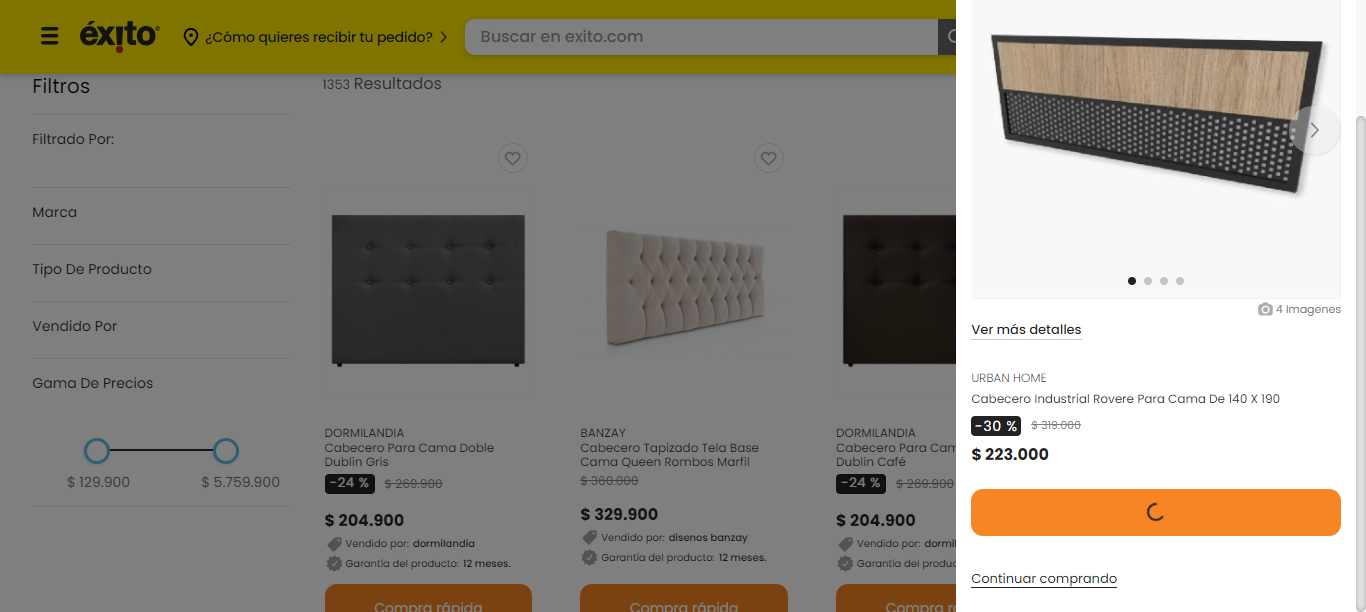 éxito
¿Cómo quieres recibir tu pedido?
Buscar en exito.com
Filtros
Filtrado Por:
Marca
Tipo De Producto
Vendido Por
Gama De Precios
$ 129.900
$ 5.759.900
1353 Resultados
DORMILANDIA
Cabecero Para Cama Doble
Dublin Gris
-24 % $ 269.900
$ 204.900
Vendido por: dormilandia
Garantía del producto: 12 meses.
Compra rápida
BANZAY
Cabecero Tapizado Tela Base
Cama Queen Rombos Marfil
$ 360.000
$ 329.900
Vendido por: disenos banzay
Garantía del producto: 12 meses.
Compra rápida
DORMILANDIA
Cabecero Para Cam
Dublin Café
-24 % $ 269.900
$ 204.900
Vendido por: dormil
Garantía del producto
Compra ra
4 Imagenes
Ver más detalles
URBAN HOME
Cabecero Industrial Rovere Para Cama De 140 X 190
-30 % $ 319.000
$ 223.000
Continuar comprando